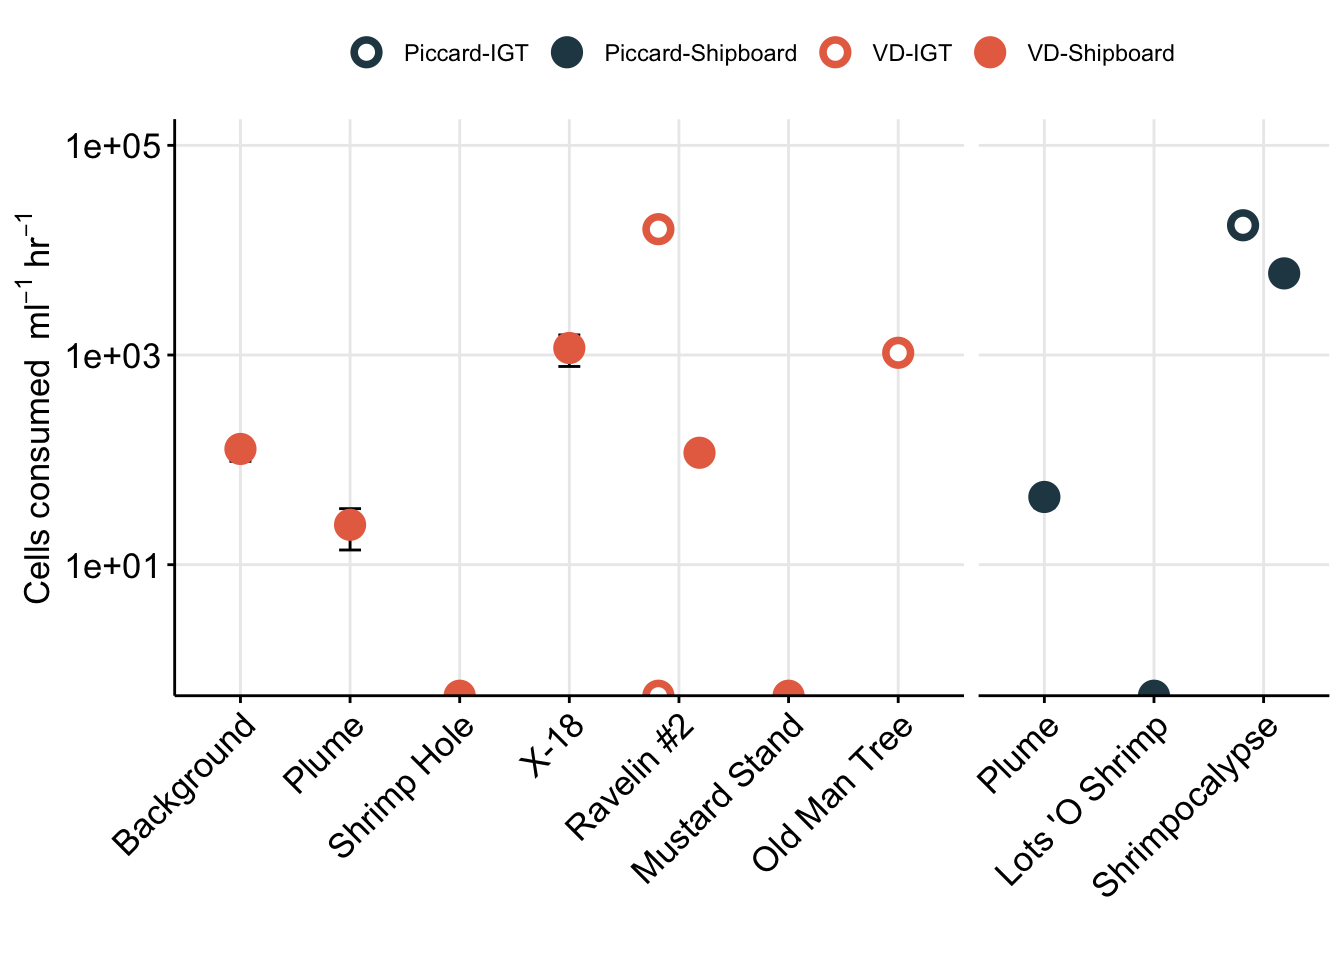 Piccard-IGT Piccard-Shipboard VD-IGT VD-Shipboard
Cells consumed ml⁻¹ hr⁻¹
1e+05
1e+03
1e+01
Background Plume Shrimp Hole X-18 Ravelin #2 Mustard Stand Old Man Tree Plume Lots 'O Shrimp Shrimpocalypse